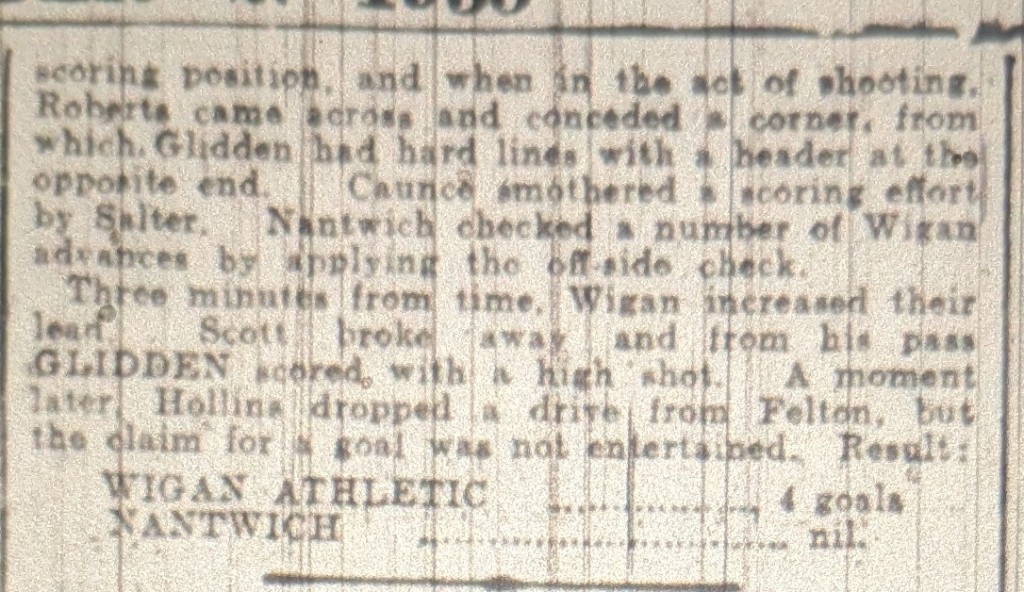 scoring position, and when in the act of shooting,
Roberts came across and conceded a corner, from
which Glidden had hard lines with a header at the
opposite end. Caunce smothered a scoring effort
by Salter. Nantwich checked a number of Wigan
advances by applying the off-side check.
Three minutes from time, Wigan increased their
lead. Scott broke away and from his pass
GLIDDEN scored with a high shot. A moment
later, Hollins dropped a drive from Felton, but
the claim for a goal was not entertained. Result:
WIGAN ATHLETIC .................. 4 goals
NANTWICH .............................. nil.